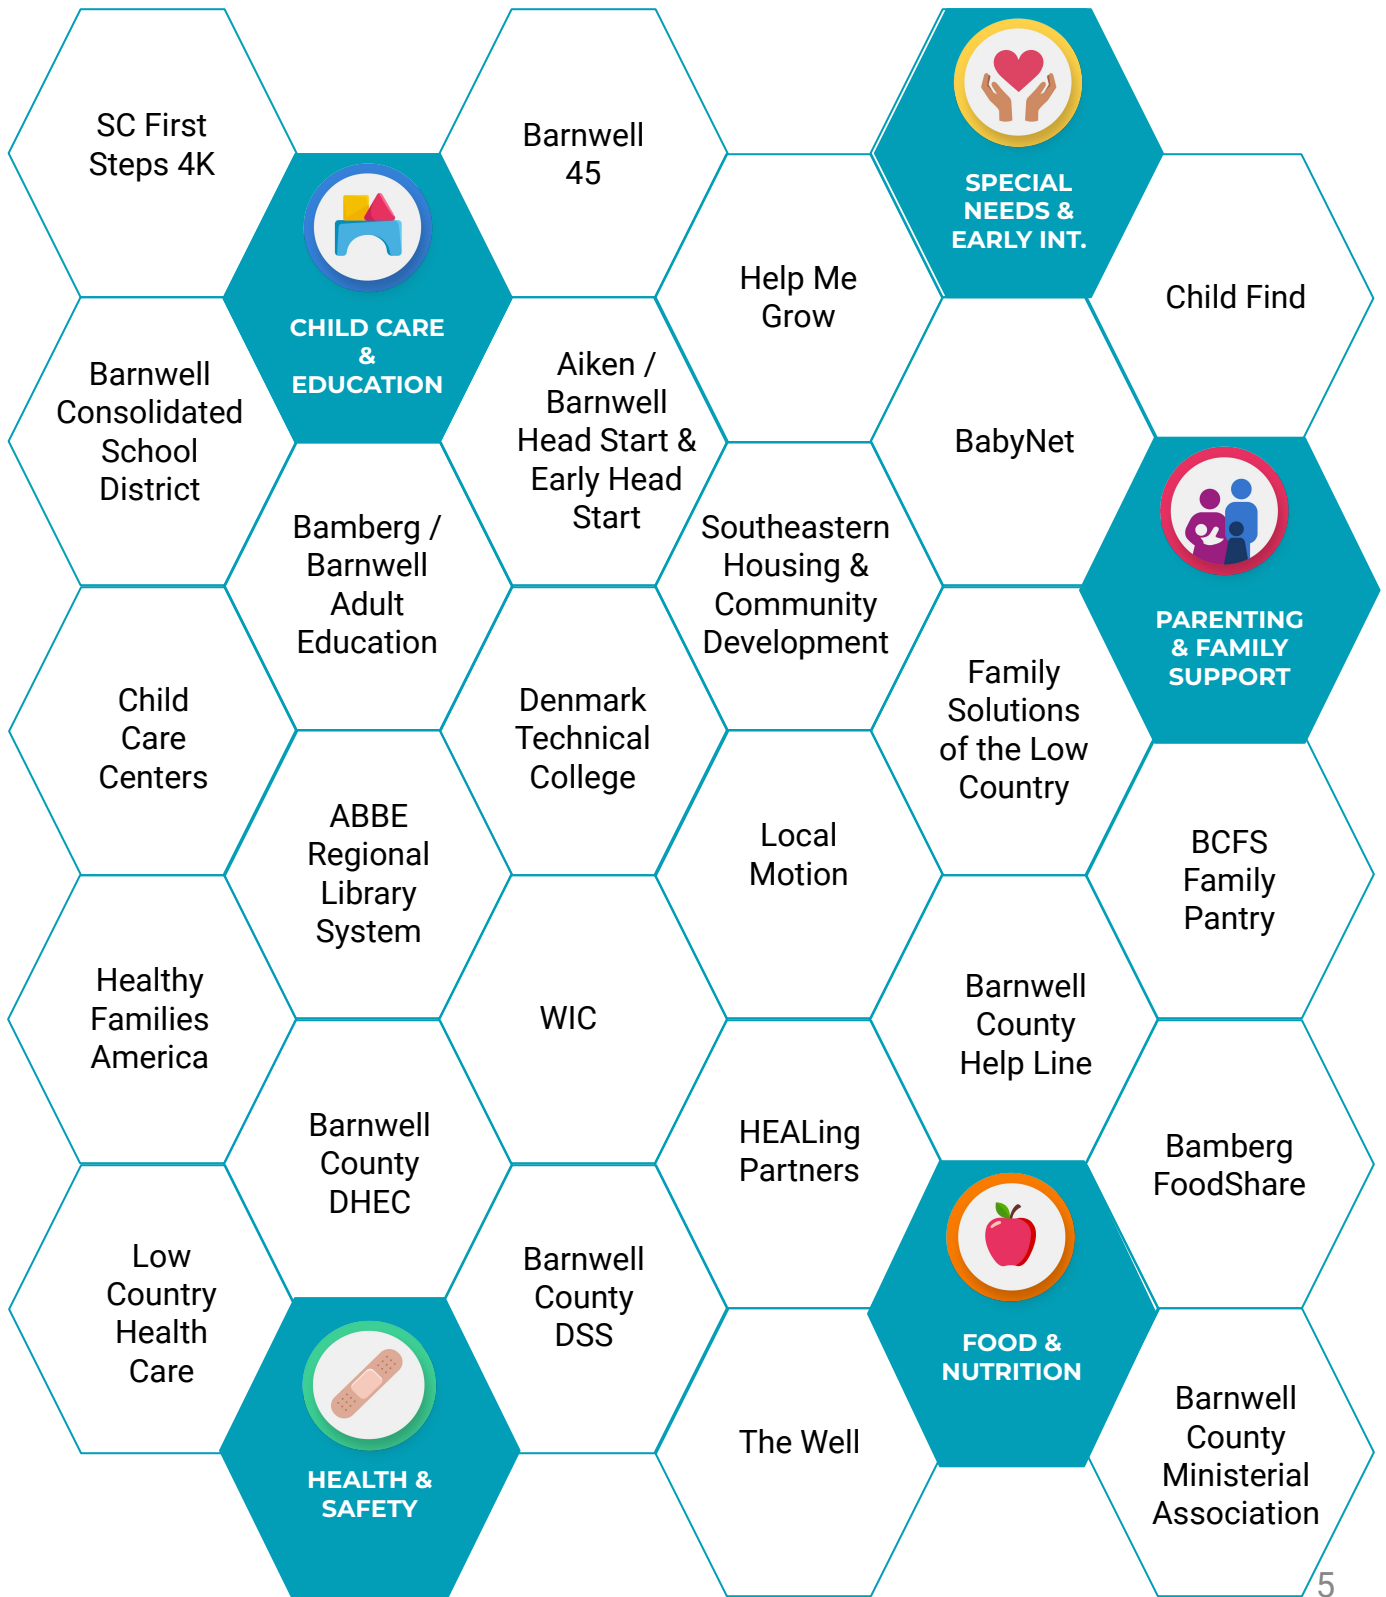 SC First
Steps 4K
Barnwell
45
SPECIAL
NEEDS &
EARLY INT.
CHILD CARE
&
EDUCATION
Help Me
Grow
Child Find
Barnwell
Consolidated
School
District
Aiken /
Barnwell
Head Start &
Early Head
Start
BabyNet
Bamberg /
Barnwell
Adult
Education
Southeastern
Housing &
Community
Development
PARENTING
& FAMILY
SUPPORT
Child
Care
Centers
Denmark
Technical
College
Family
Solutions
of the Low
Country
ABBE
Regional
Library
System
Local
Motion
BCFS
Family
Pantry
Healthy
Families
America
WIC
Barnwell
County
Help Line
Barnwell
County
DHEC
HEALing
Partners
Bamberg
FoodShare
Low
Country
Health
Care
Barnwell
County
DSS
FOOD &
NUTRITION
HEALTH &
SAFETY
The Well
Barnwell
County
Ministerial
Association
5